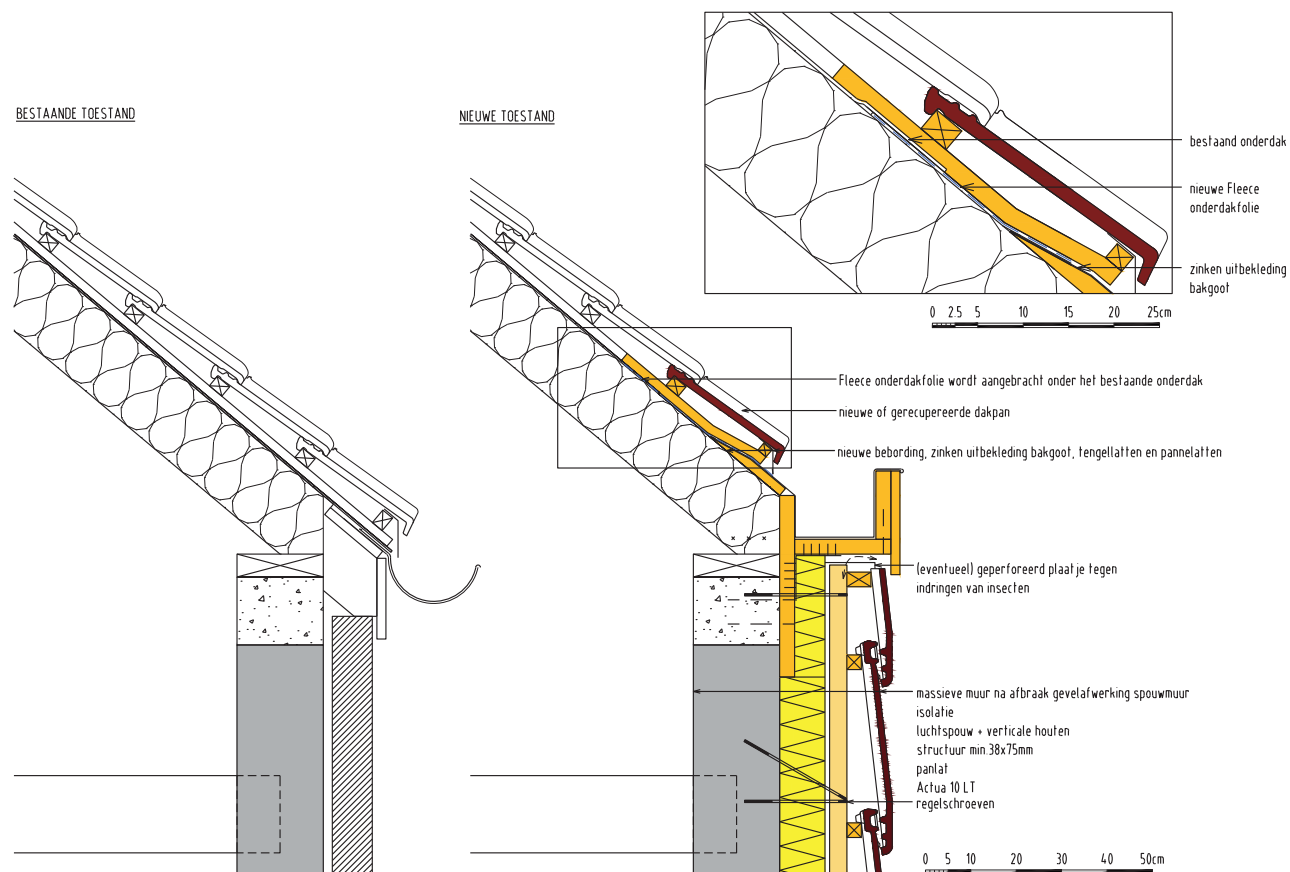 BESTAANDE TOESTAND
NIEUWE TOESTAND
bestaand onderdak
nieuwe Fleece
onderdakfolie
zinken uitbekleding
bakgoot
0 2.5 5 10 15 20 25cm
Fleece onderdakfolie wordt aangebracht onder het bestaande onderdak
nieuwe of gerecupereerde dakpan
nieuwe bebording, zinken uitbekleding bakgoot, tengellatten en pannelatten
(eventueel) geperforeerd plaatje tegen
indringen van insecten
massieve muur na afbraak gevelafwerking spouwmuur
isolatie
luchtspouw + verticale houten
structuur min.38x75mm
panlat
Actua 10 LT
regelschroeven
0 5 10 20 30 40 50cm